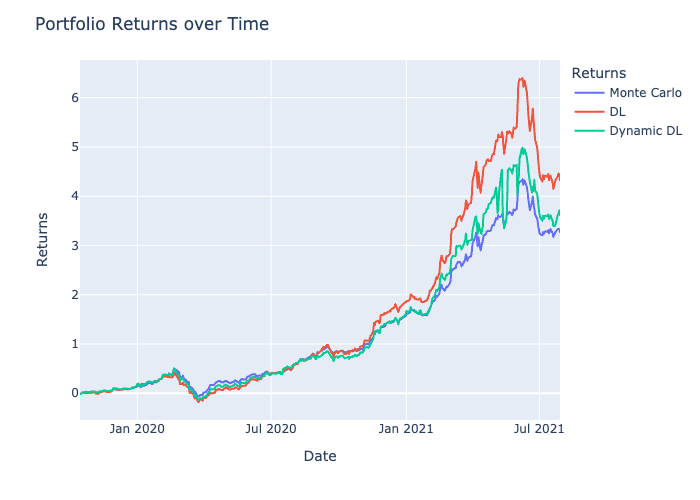 Portfolio Returns over Time
Returns
Monte Carlo
DL
Dynamic DL
6
5
4
3
2
1
0
Returns
Jan 2020
Jul 2020
Jan 2021
Jul 2021
Date